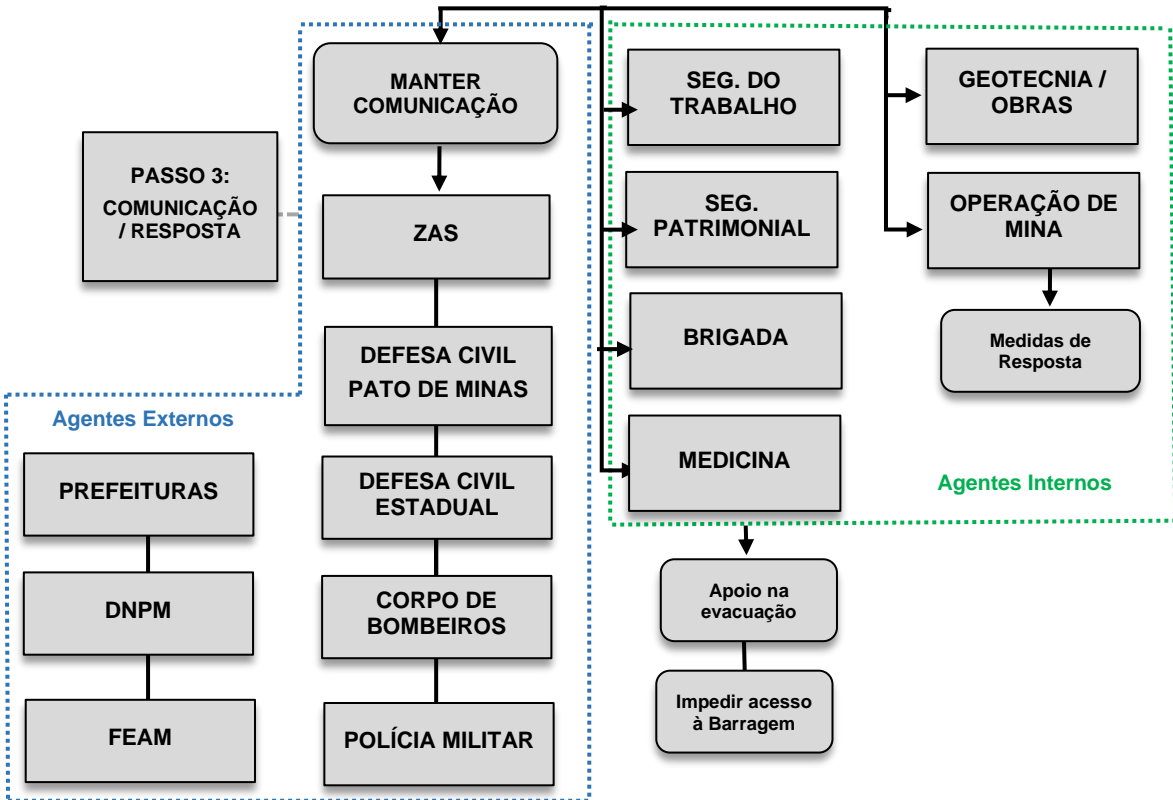 MANTER
COMUNICAÇÃO
PASSO 3:
COMUNICAÇÃO
/ RESPOSTA
ZAS
DEFESA CIVIL
PATO DE MINAS
DEFESA CIVIL
ESTADUAL
CORPO DE
BOMBEIROS
POLÍCIA MILITAR
Agentes Externos
PREFEITURAS
DNPM
FEAM
SEG. DO
TRABALHO
SEG.
PATRIMONIAL
BRIGADA
MEDICINA
GEOTECNIA /
OBRAS
OPERAÇÃO DE
MINA
Medidas de
Resposta
Agentes Internos
Apoio na
evacuação
Impedir acesso
à Barragem